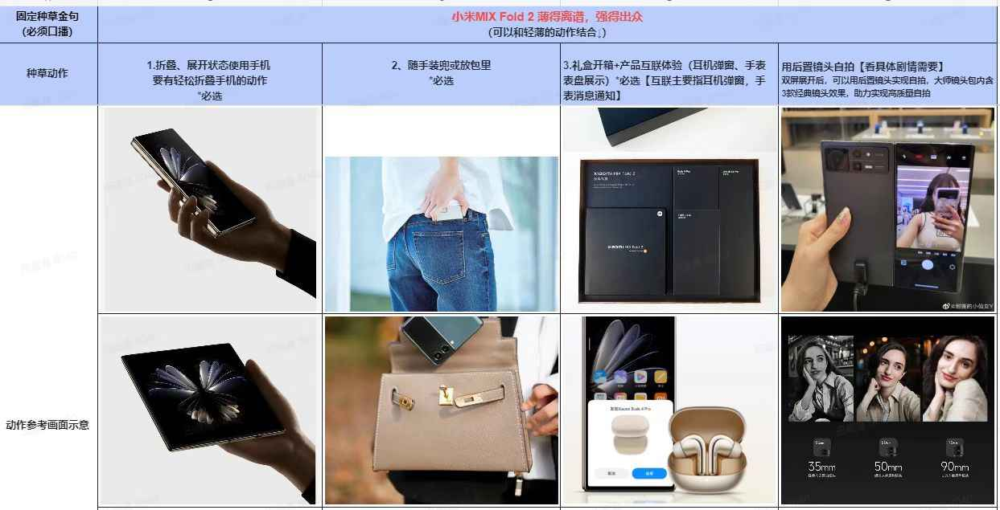 固定种草金句
(必须口播)
小米MIX Fold 2 薄得离谱，强得出众
(可以和轻薄的动作结合↓)
种草动作
1.折叠、展开状态使用手机
要有轻松折叠手机的动作
*必选
2、随手装兜或放包里
*必选
3.礼盒开箱+产品互联体验（耳机弹窗、手表
表盘展示）*必选【互联主要指耳机弹窗，手
表消息通知】
用后置镜头自拍【看具体剧情需要】
双屏展开后，可以用后置镜头实现自拍，大师镜头包内含
3款经典镜头效果，助力实现高质量自拍
XIAOMI MIX Fold 2
XIAOMI MIX Fold 2
动作参考画面示意
35mm
50mm
90mm